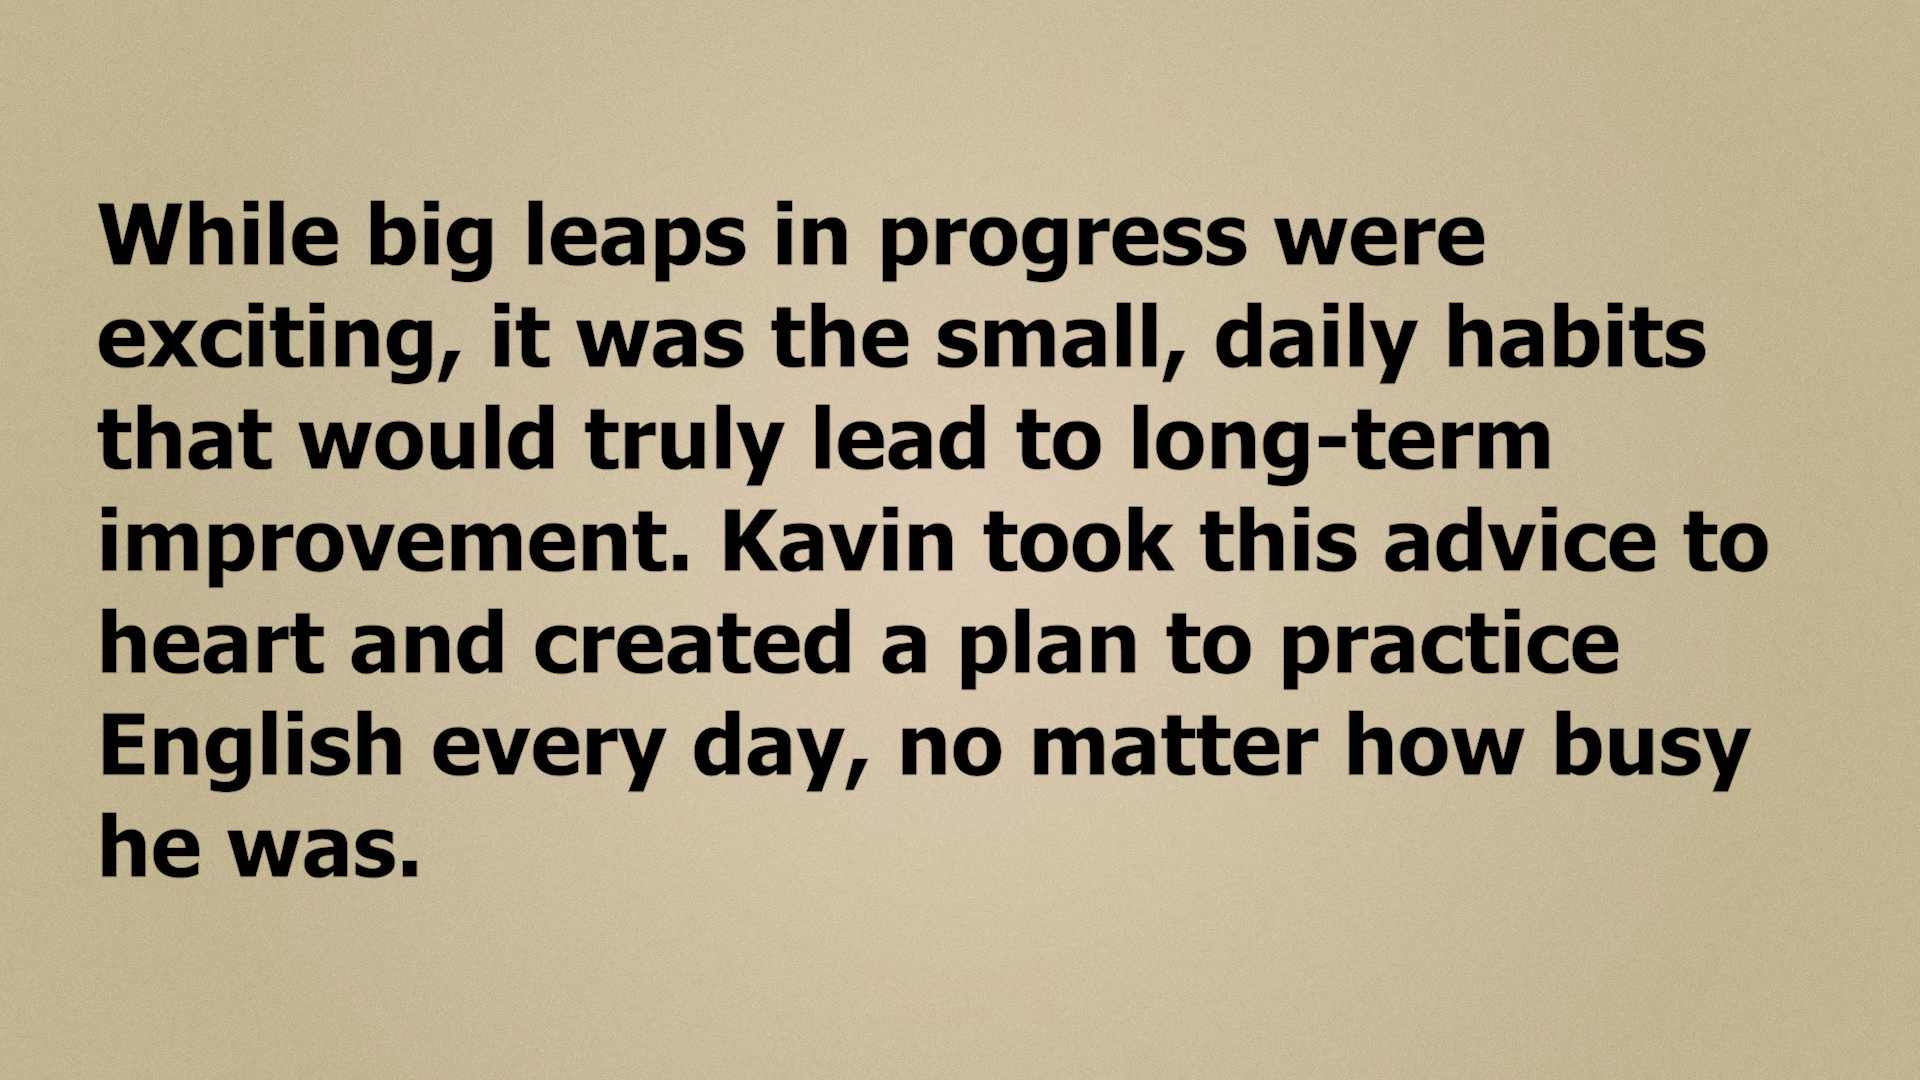 While big leaps in progress were
exciting, it was the small, daily habits
that would truly lead to long-term
improvement. Kavin took this advice to
heart and created a plan to practice
English every day, no matter how busy
he was.